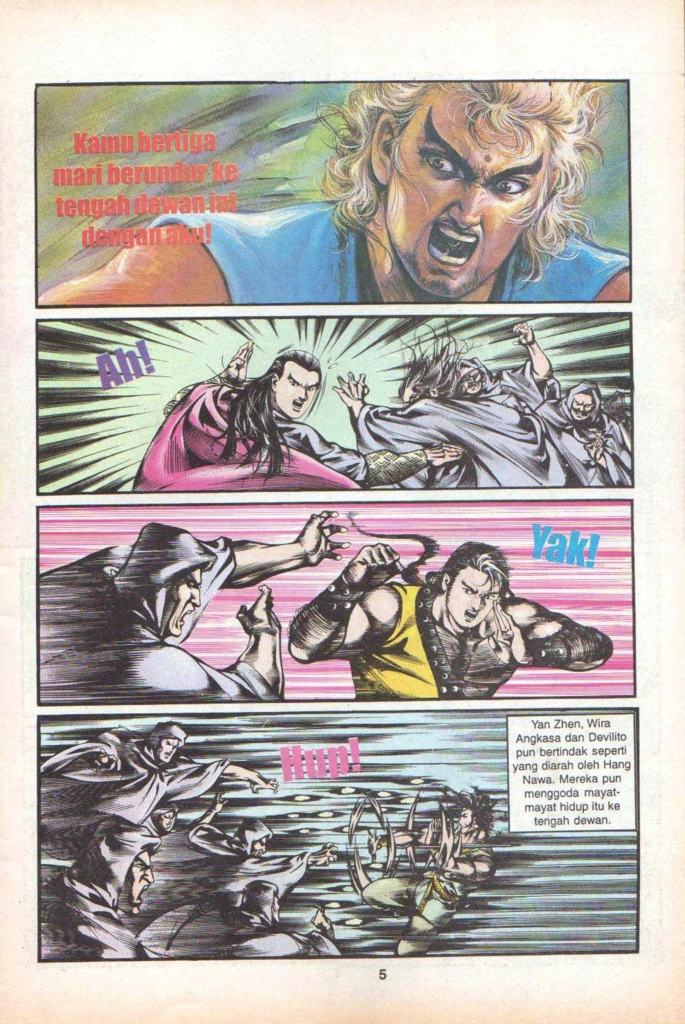 Kamu bertiga
mari berundur ke
tengah dewan ini
dengan aku!
Ah!
Yak!
Hup!
Yan Zhen, Wira
Angkasa dan Devilito
pun bertindak seperti
yang diarah oleh Hang
Nawa. Mereka pun
menggoda mayat-
mayat hidup itu ke
tengah dewan.
5